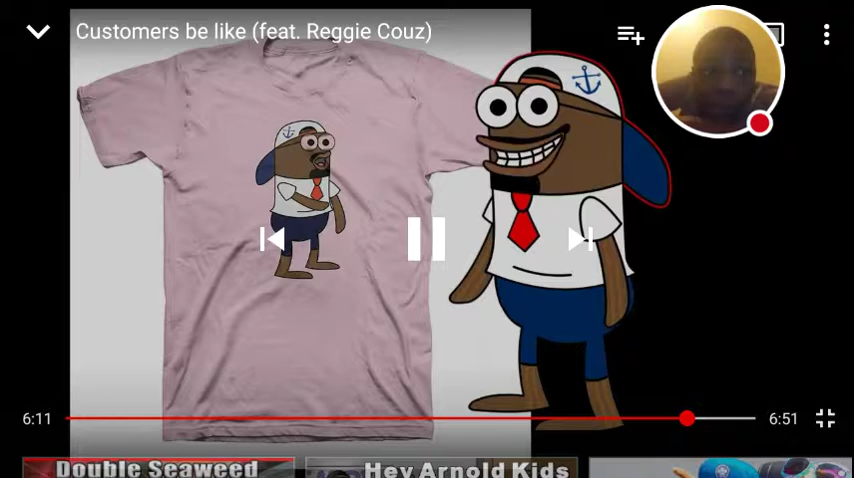 Customers be like (feat. Reggie Couz)
6:11
6:51
Double Seaweed
Hey Arnold Kids